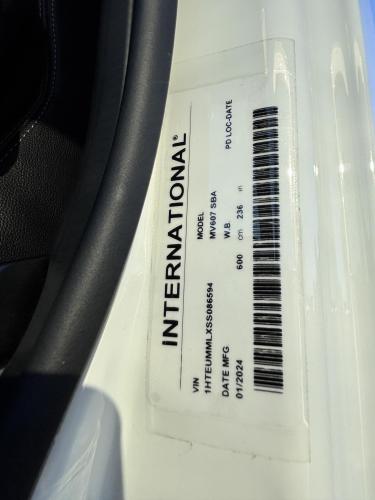 INTERNATIONAL®
VIN MODEL
1HTEUMMLXSS086594 MV607 SBA
DATE MFG W.B PD LOC-DATE
01/2024 600 cm 236 in